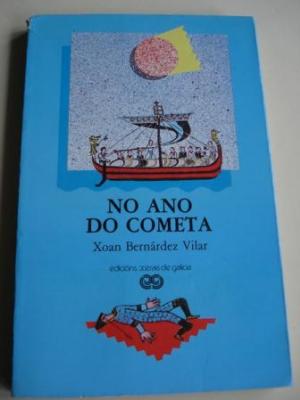 NO ANO
DO COMETA
Xoan Bernárdez Vilar
edicións xerais de galicia